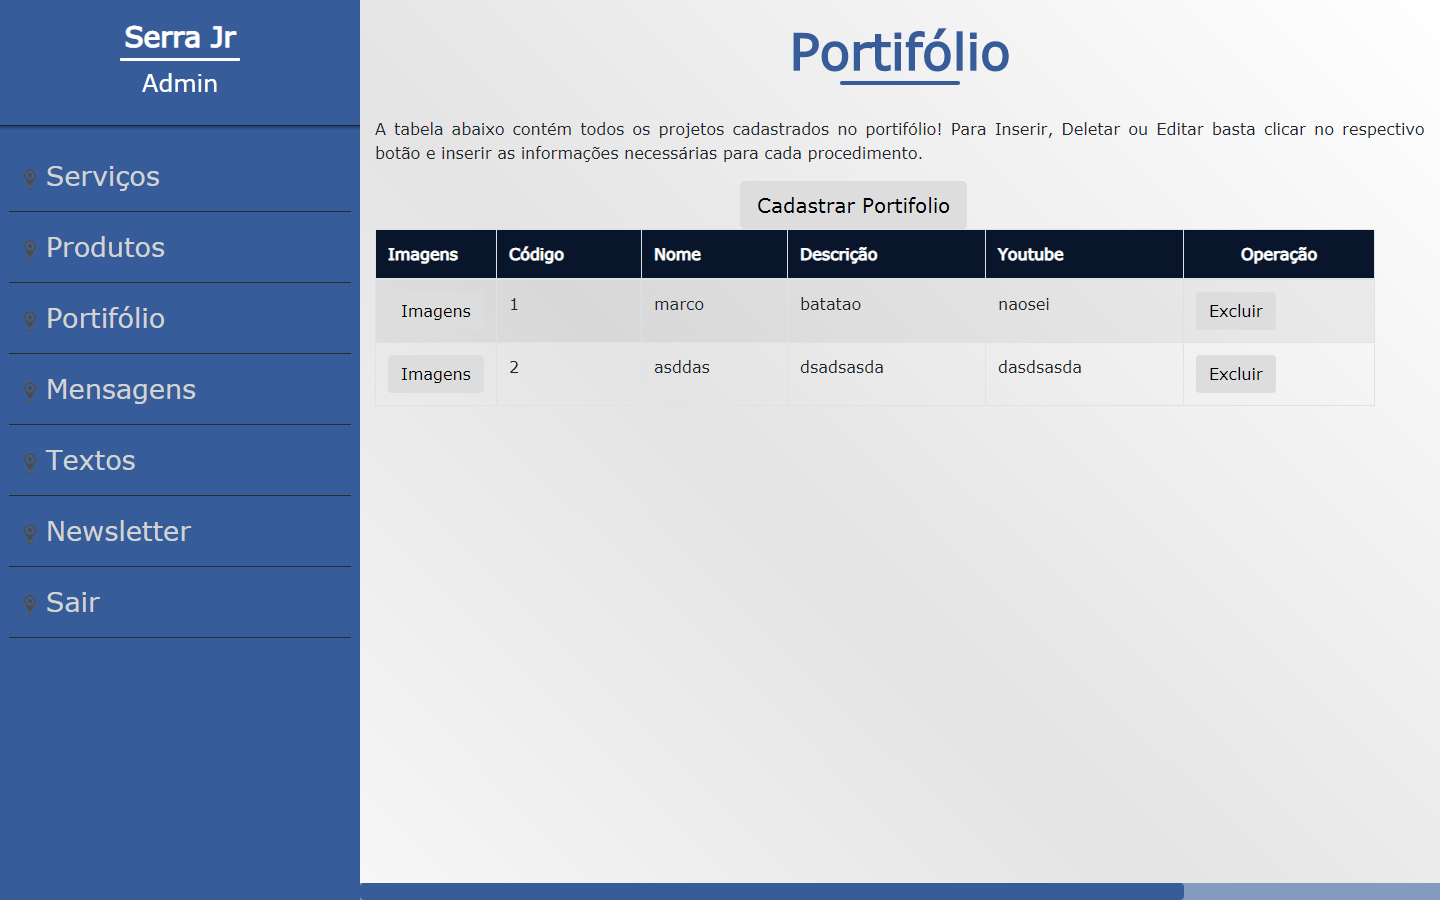 Serra Jr
Admin
Serviços
Produtos
Portifólio
Mensagens
Textos
Newsletter
Sair
Portifólio
A tabela abaixo contém todos os projetos cadastrados no portifólio! Para Inserir, Deletar ou Editar basta clicar no respectivo
botão e inserir as informações necessárias para cada procedimento.
Cadastrar Portifolio
Imagens Código Nome Descrição Youtube Operação
Imagens 1 marco batatao naosei Excluir
Imagens 2 asddas dsadsasda dasdsasda Excluir